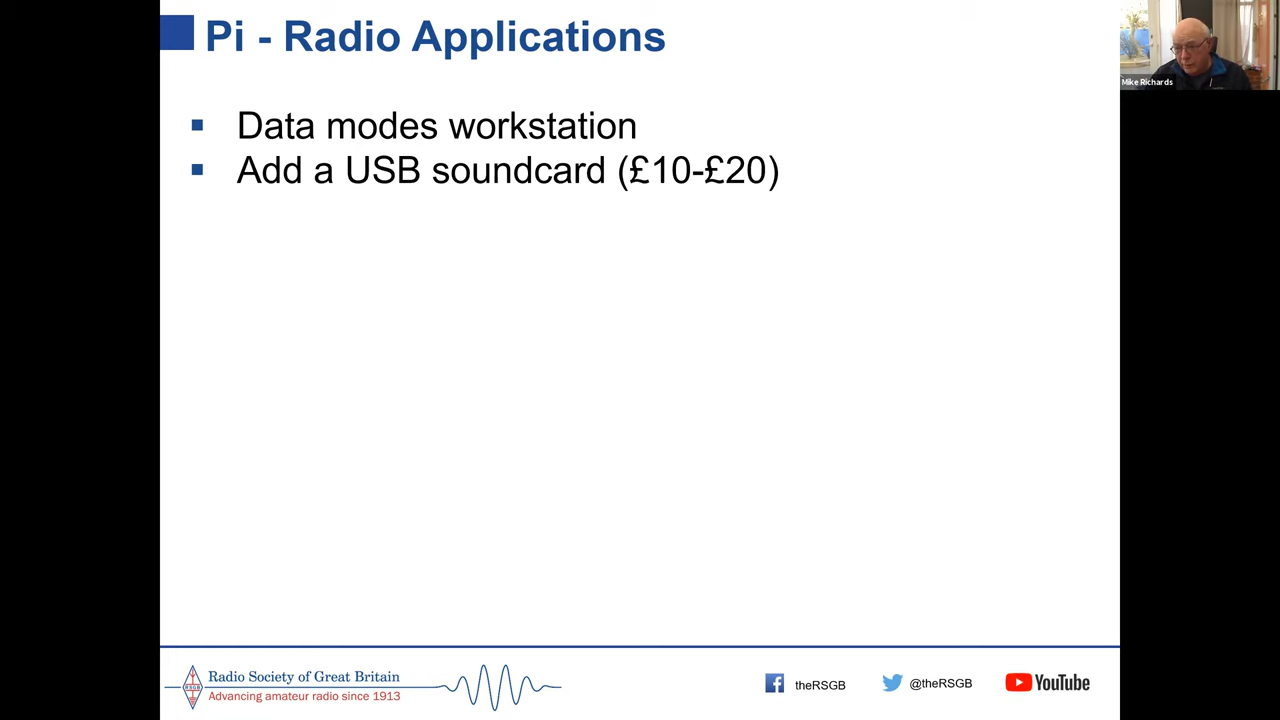 Pi - Radio Applications
Mike Richards
Data modes workstation
Add a USB soundcard (£10-£20)
RSGB
Radio Society of Great Britain
Advancing amateur radio since 1913
theRSGB
@theRSGB
YouTube